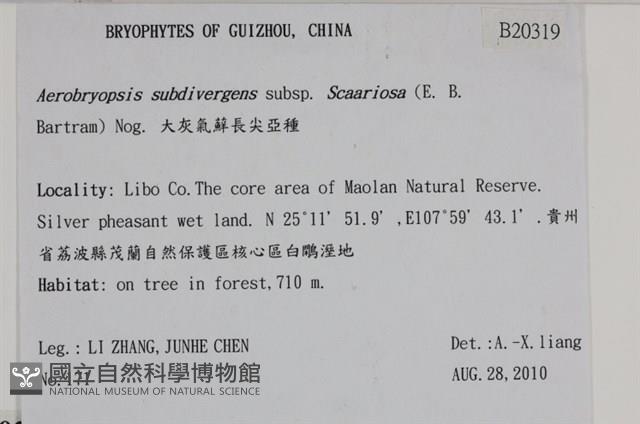 BRYOPHYTES OF GUIZHOU, CHINA
B20319
Aerobryopsis subdivergens subsp. Scaariosa (E. B.
Bartram) Nog. 大灰氣蘚長尖亞種
Locality: Libo Co.The core area of Maolan Natural Reserve.
Silver pheasant wet land. N 25°11' 51.9' ,E107°59' 43.1' .貴州
省荔波縣茂蘭自然保護區核心區白鷳溼地
Habitat: on tree in forest,710 m.
Leg.: LI ZHANG,JUNHE CHEN
Det.:A.-X.liang
AUG.28,2010
國立自然科學博物館
NATIONAL MUSEUM OF NATURAL SCIENCE